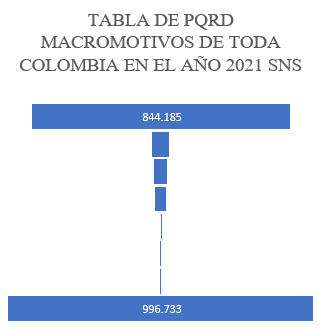 TABLA DE PQRD
MACROMOTIVOS DE TODA
COLOMBIA EN EL AÑO 2021 SNS
844.185
996.733